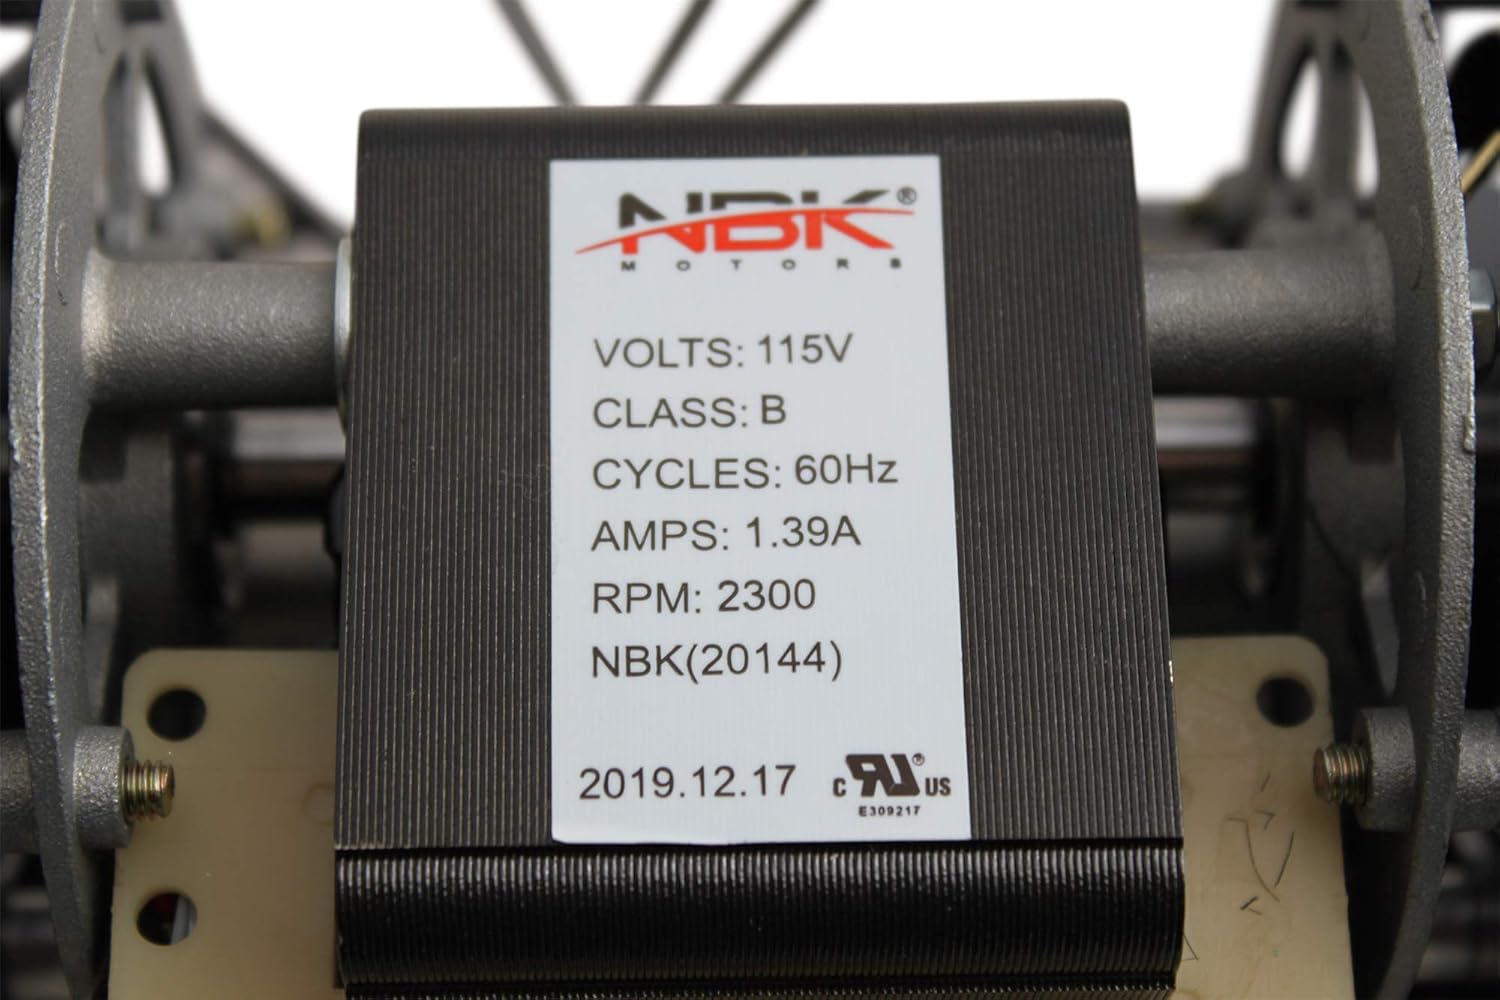 NBK®
MOTORS
VOLTS: 115V
CLASS: B
CYCLES: 60Hz
AMPS: 1.39A
RPM: 2300
NBK(20144)
2019.12.17
c RU® US
E309217